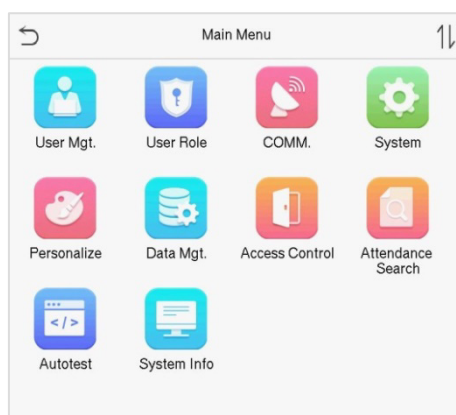 Main Menu
User Mgt.
User Role
COMM.
System
Personalize
Data Mgt.
Access Control
Attendance
Search
</>
Autotest
System Info